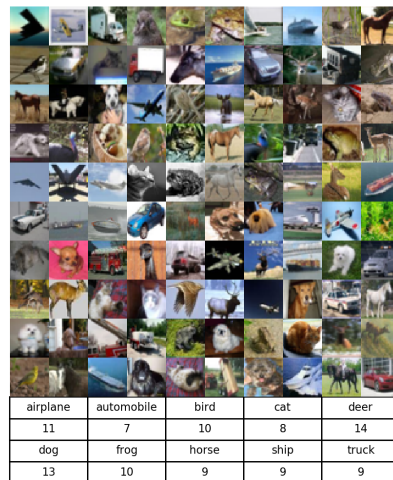 airplane automobile bird cat deer
11 7 10 8 14
dog frog horse ship truck
13 10 9 9 9